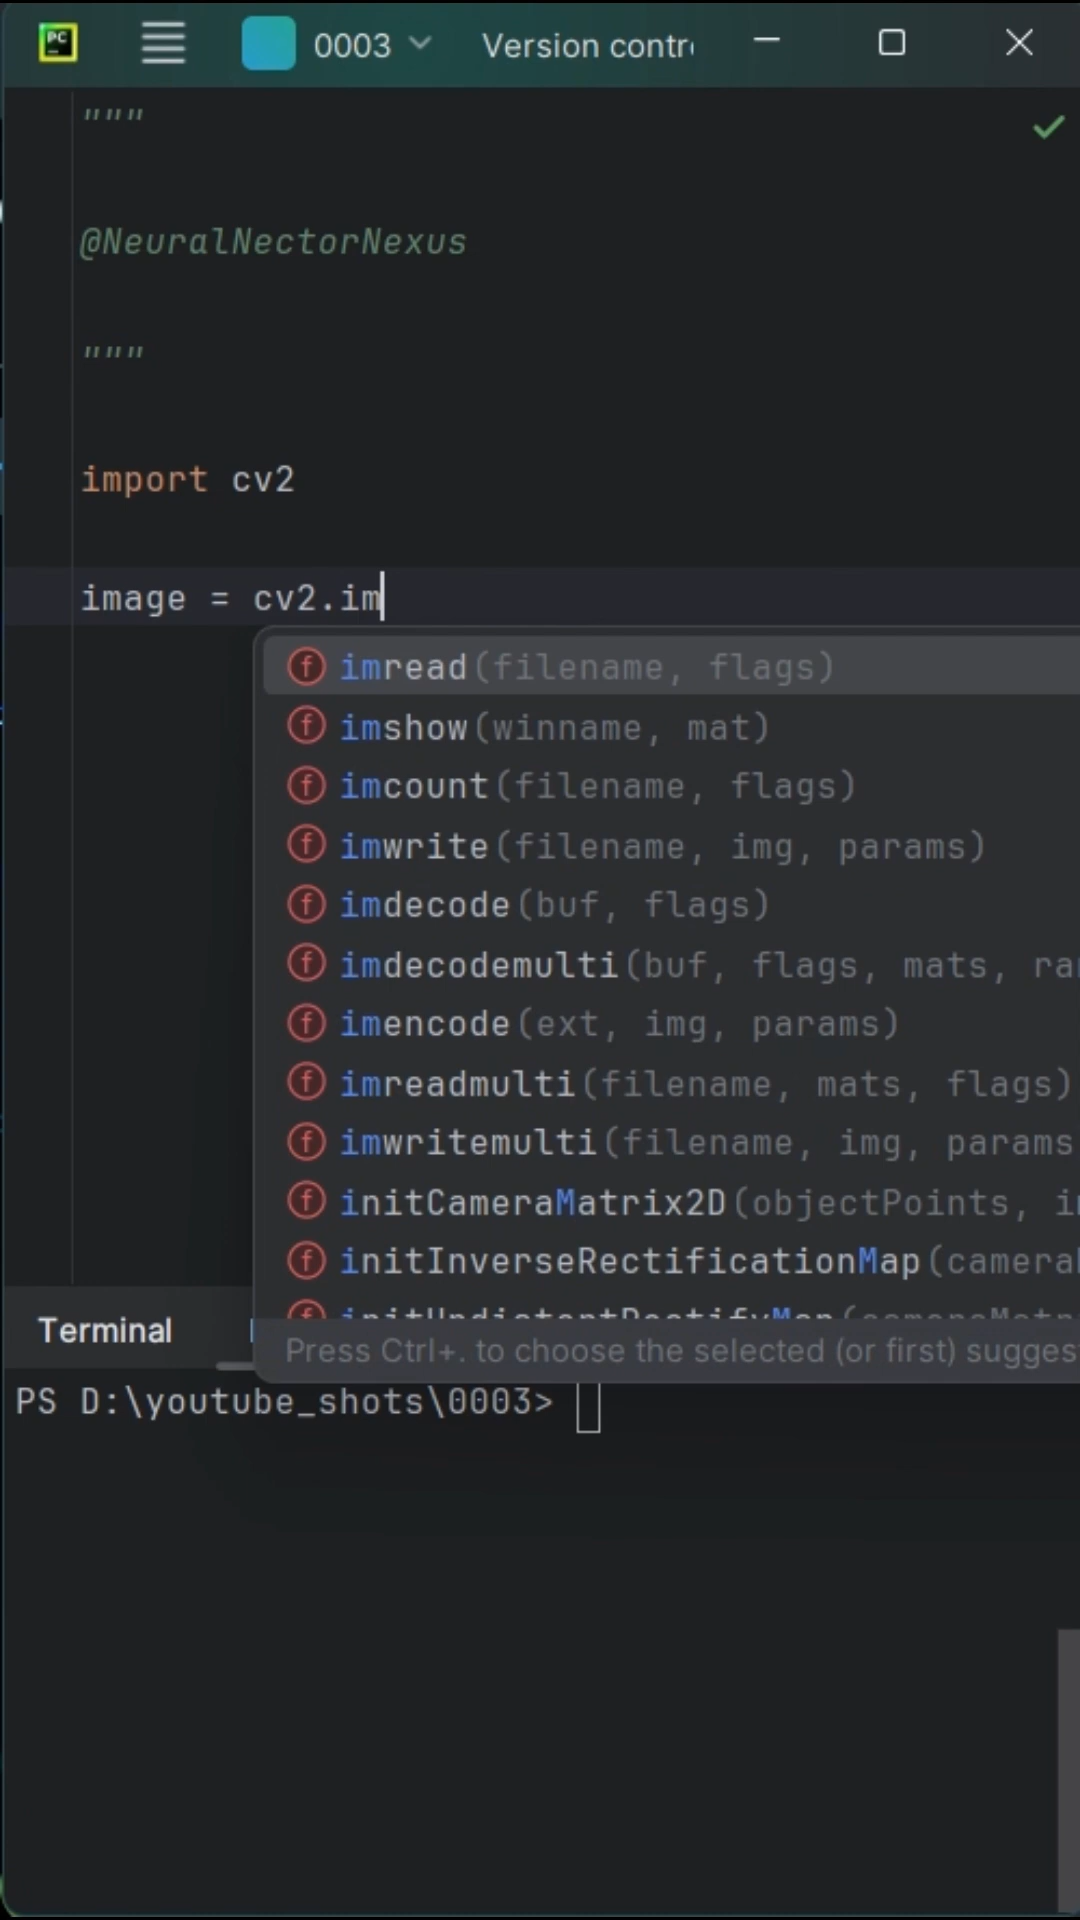 PC
0003
Version contr
"""
@NeuralNectorNexus
"""
import cv2
image = cv2.im
f imread(filename, flags)
f imshow(winname, mat)
f imcount(filename, flags)
f imwrite(filename, img, params)
f imdecode(buf, flags)
f imdecodemulti(buf, flags, mats, ra
f imencode(ext, img, params)
f imreadmulti(filename, mats, flags)
f imwritemulti(filename, img, params
f initCameraMatrix2D(objectPoints, i
f initInverseRectificationMap(camera
Press Ctrl+. to choose the selected (or first) sugges
Terminal
PS D:\youtube_shots\0003>